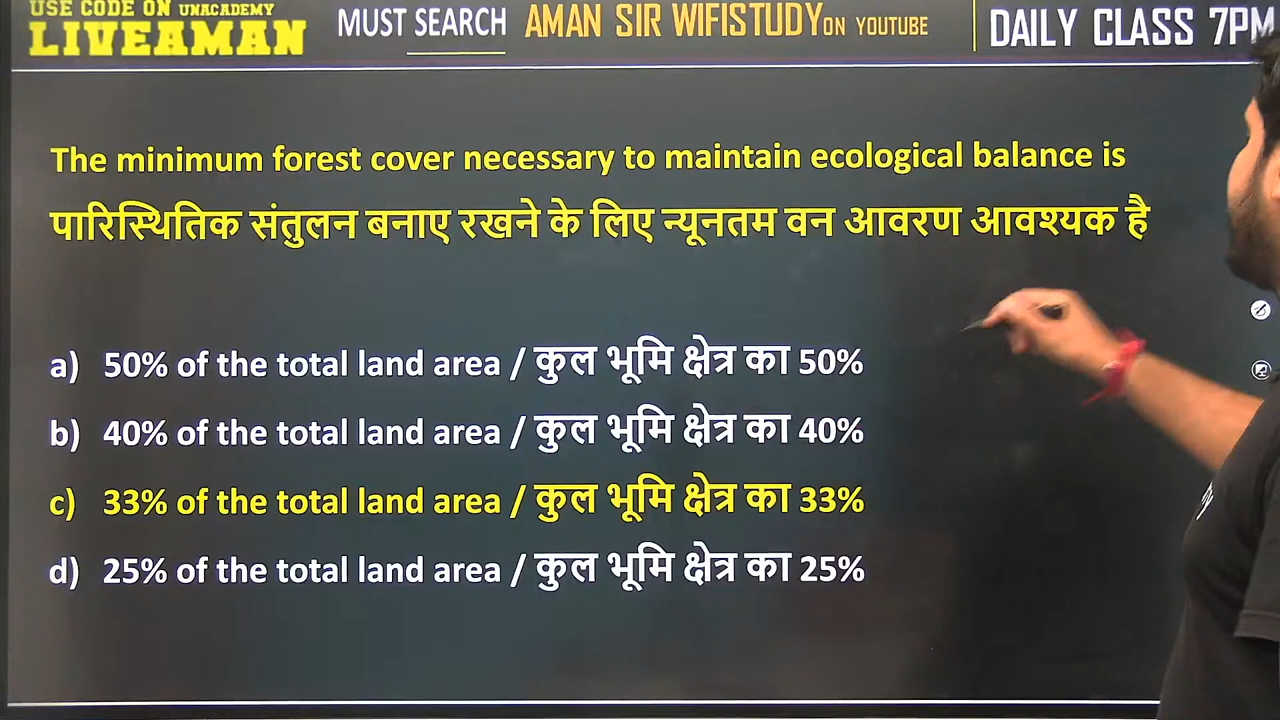 USE CODE ON UNACADEMY
LIVEAMAN
MUST SEARCH AMAN SIR WIFISTUDY ON YOUTUBE
DAILY CLASS 7PM
The minimum forest cover necessary to maintain ecological balance is
पारिस्थितिक संतुलन बनाए रखने के लिए न्यूनतम वन आवरण आवश्यक है
a) 50% of the total land area / कुल भूमि क्षेत्र का 50%
b) 40% of the total land area / कुल भूमि क्षेत्र का 40%
c) 33% of the total land area / कुल भूमि क्षेत्र का 33%
d) 25% of the total land area / कुल भूमि क्षेत्र का 25%